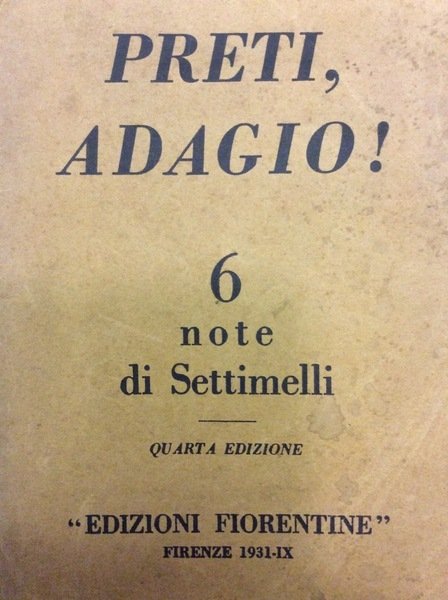 PRETI,
ADAGIO!
6
note
di Settimelli
QUARTA EDIZIONE
"EDIZIONI FIORENTINE"
FIRENZE 1931-IX